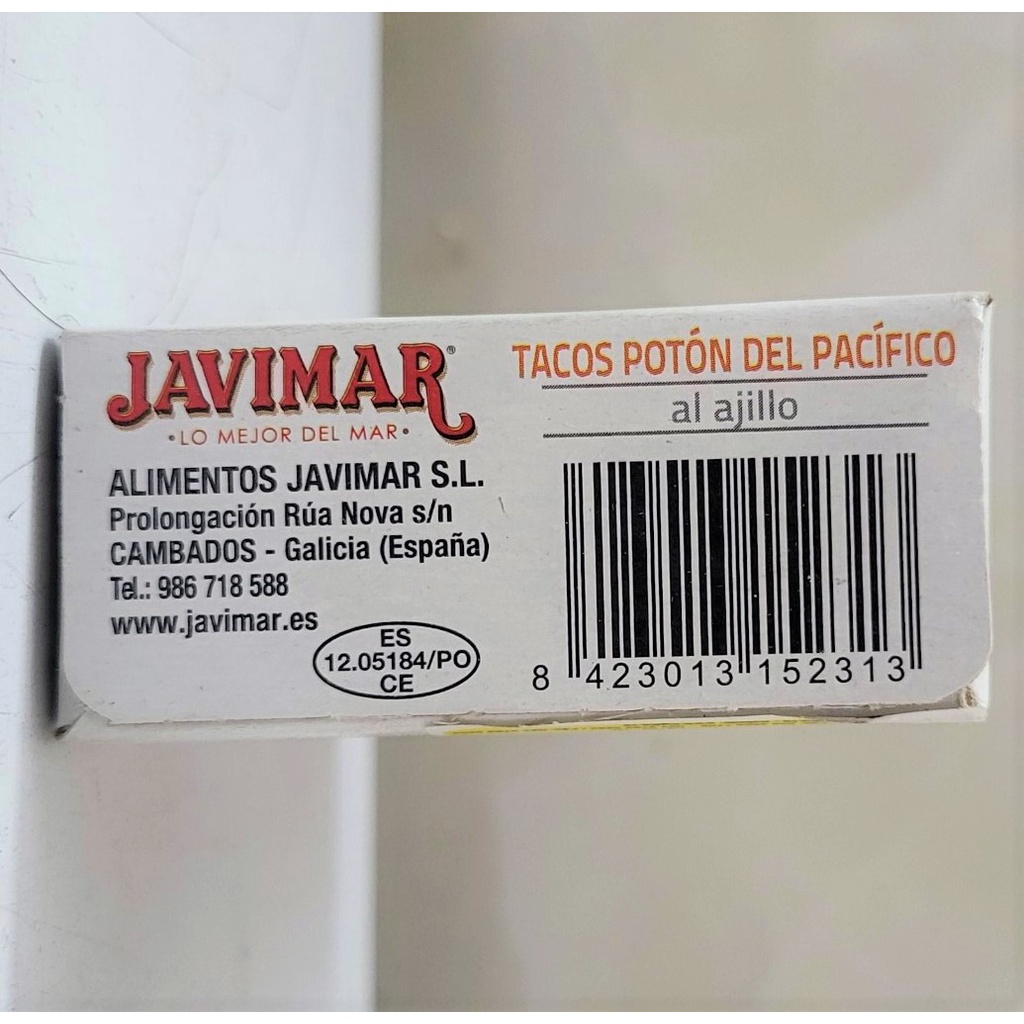 JAVIMAR®
•LO MEJOR DEL MAR•
ALIMENTOS JAVIMAR S.L.
Prolongación Rúa Nova s/n
CAMBADOS - Galicia (España)
Tel.: 986 718 588
www.javimar.es
ES
12.05184/PO
CE
TACOS POTÓN DEL PACÍFICO
al ajillo
8 423013 152313